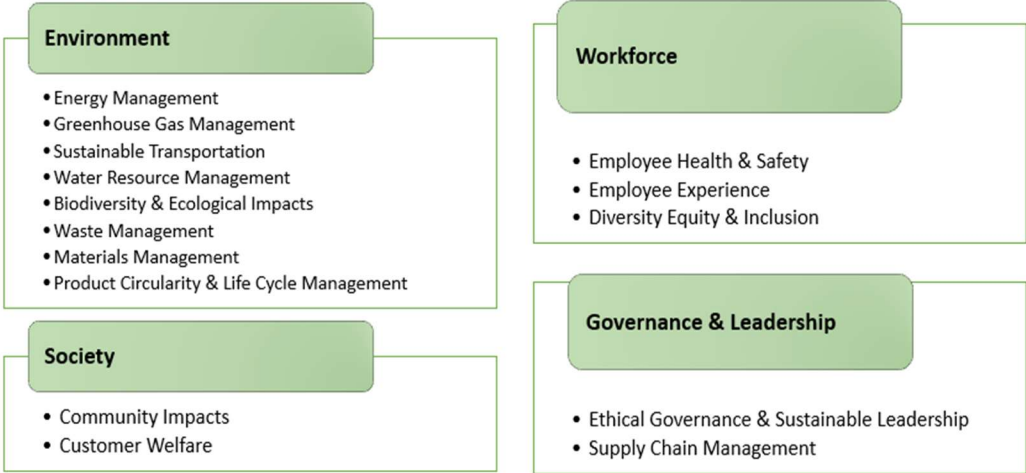 Environment
• Energy Management
• Greenhouse Gas Management
• Sustainable Transportation
• Water Resource Management
• Biodiversity & Ecological Impacts
• Waste Management
• Materials Management
• Product Circularity & Life Cycle Management
Society
• Community Impacts
• Customer Welfare
Workforce
• Employee Health & Safety
• Employee Experience
• Diversity Equity & Inclusion
Governance & Leadership
• Ethical Governance & Sustainable Leadership
• Supply Chain Management